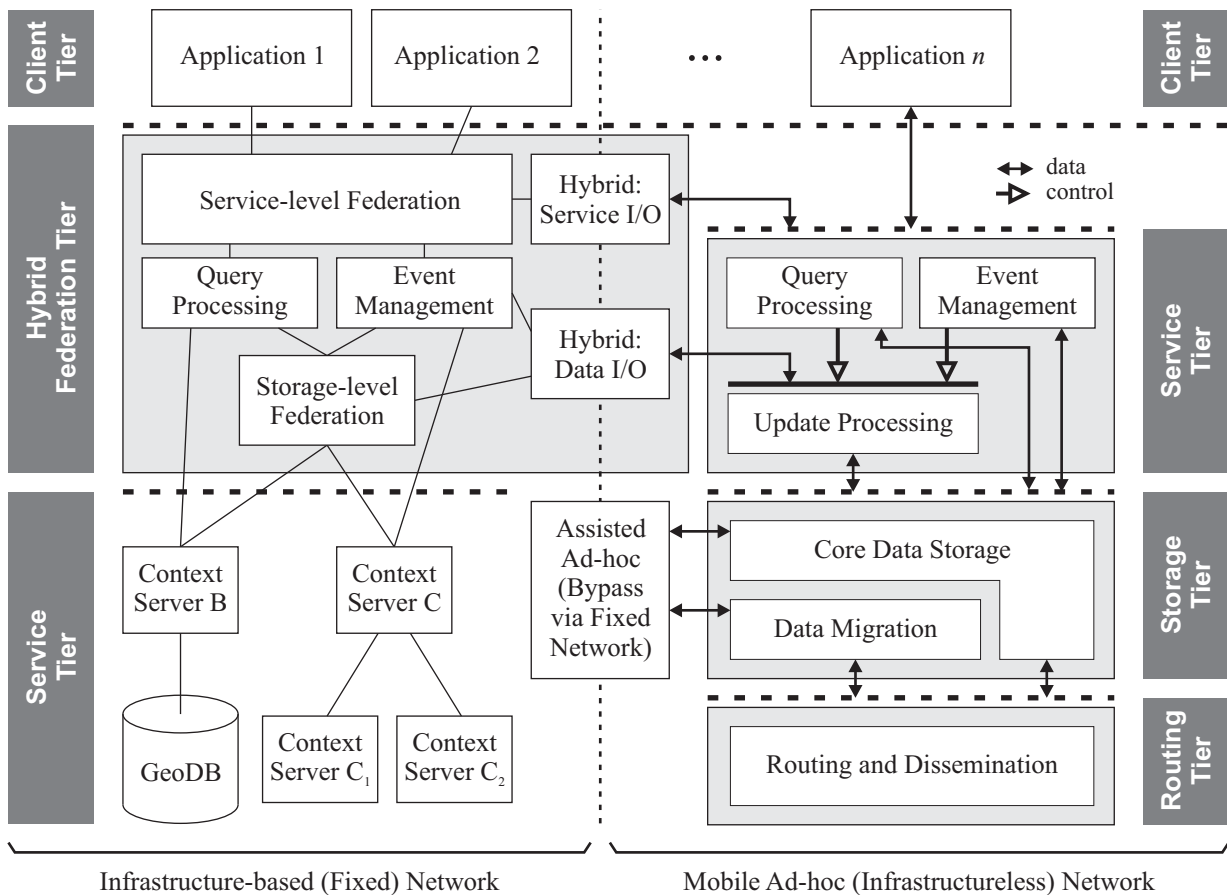 Client
Tier
Application 1
Application 2
...
Application n
Client
Tier
Hybrid
Federation Tier
Service-level Federation
Hybrid:
Service I/O
data
control
Query
Processing
Event
Management
Hybrid:
Data I/O
Storage-level
Federation
Query
Processing
Event
Management
Update Processing
Service
Tier
Service
Tier
Context
Server B
Context
Server C
GeoDB
Context
Server C1
Context
Server C2
Assisted
Ad-hoc
(Bypass
via Fixed
Network)
Core Data Storage
Data Migration
Storage
Tier
Routing and Dissemination
Routing
Tier
Infrastructure-based (Fixed) Network
Mobile Ad-hoc (Infrastructureless) Network